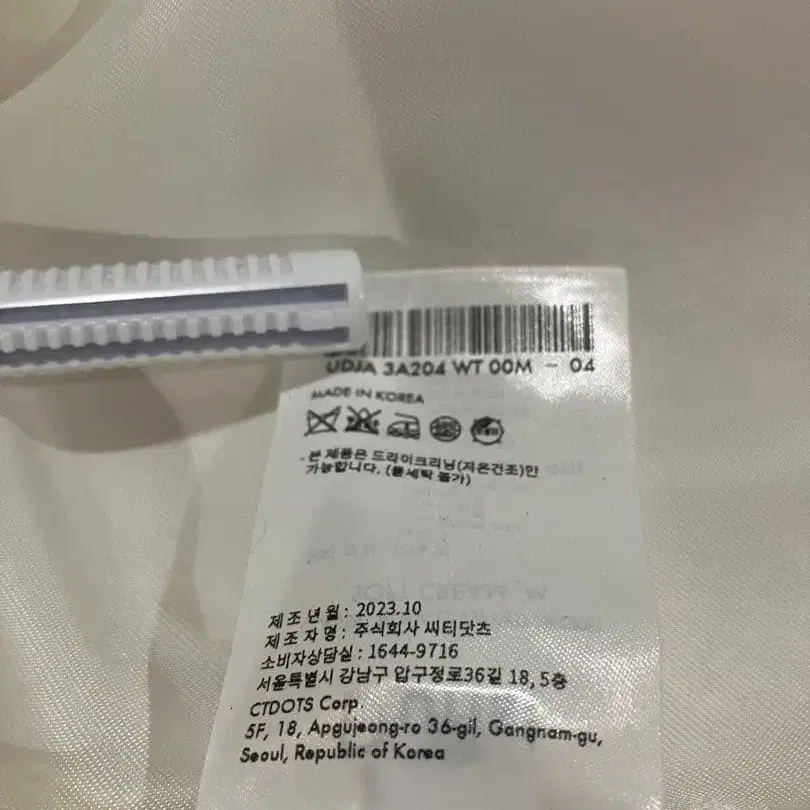 UDJA 3A204 WT 00M - 04
MADE IN KOREA
. 본 제품은 드라이크리닝(저온건조)만
가능합니다. (물세탁 불가)
제 조 년 월 : 2023.10
제 조 자 명 : 주식회사 씨티닷츠
소비자상담실 : 1644-9716
서울특별시 강남구 압구정로36길 18, 5층
CTDOTS Corp.
5F, 18, Apgujeong-ro 36-gil, Gangnam-gu,
Seoul, Republic of Korea